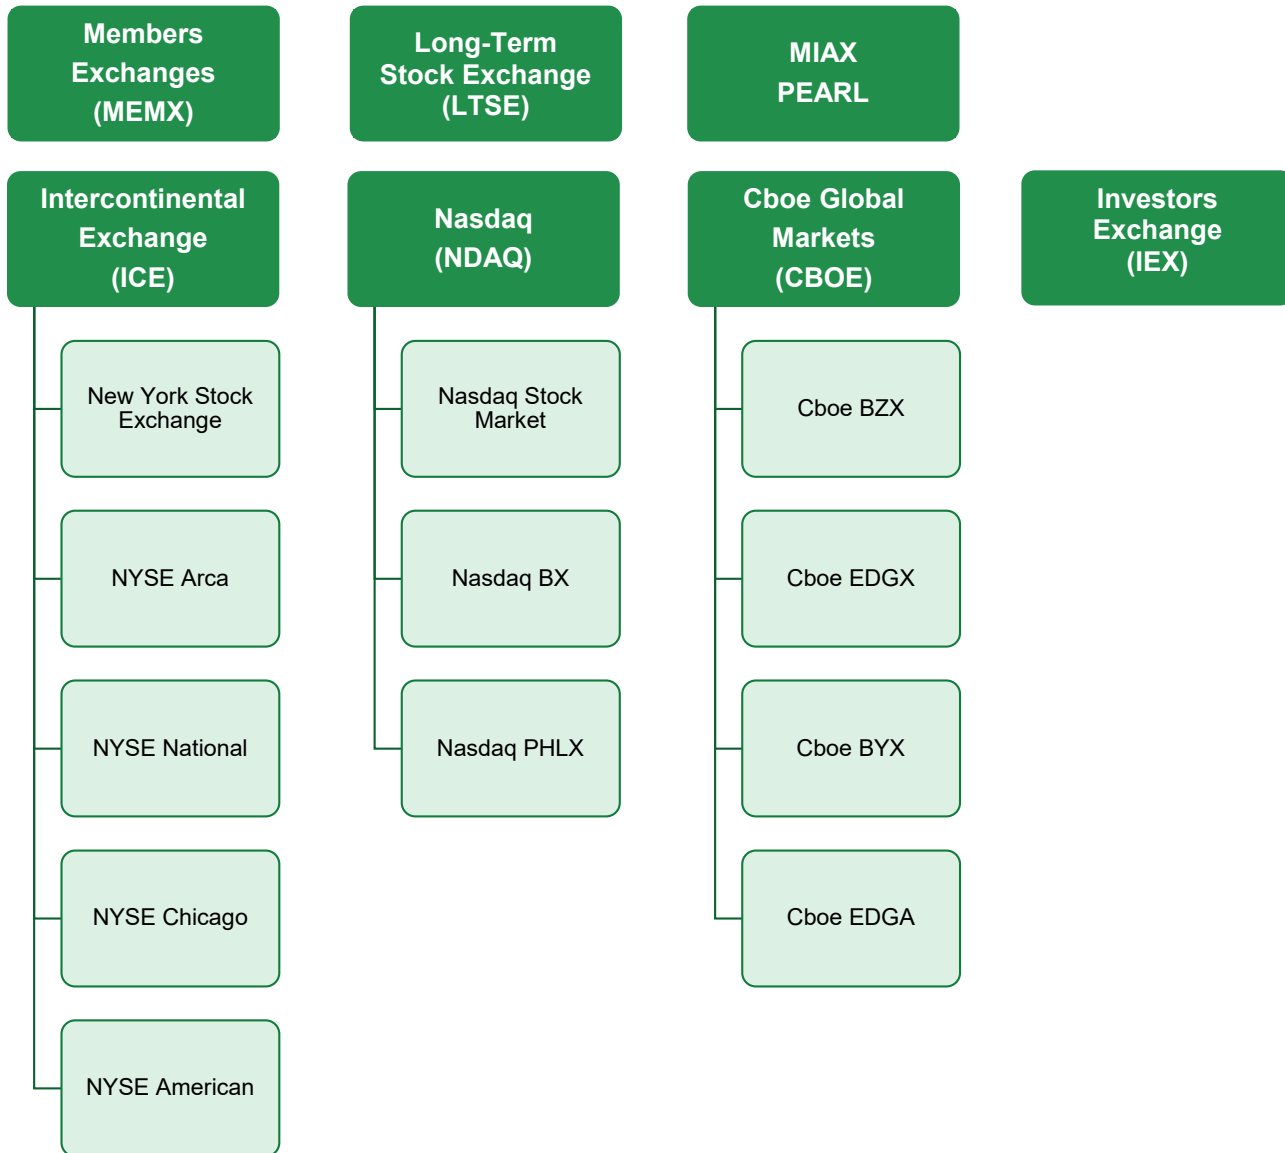 Members
Exchanges
(MEMX)
Long-Term
Stock Exchange
(LTSE)
MIAX
PEARL
Intercontinental
Exchange
(ICE)
Nasdaq
(NDAQ)
Cboe Global
Markets
(CBOE)
Investors
Exchange
(IEX)
New York Stock
Exchange
NYSE Arca
NYSE National
NYSE Chicago
NYSE American
Nasdaq Stock
Market
Nasdaq BX
Nasdaq PHLX
Cboe BZX
Cboe EDGX
Cboe BYX
Cboe EDGA